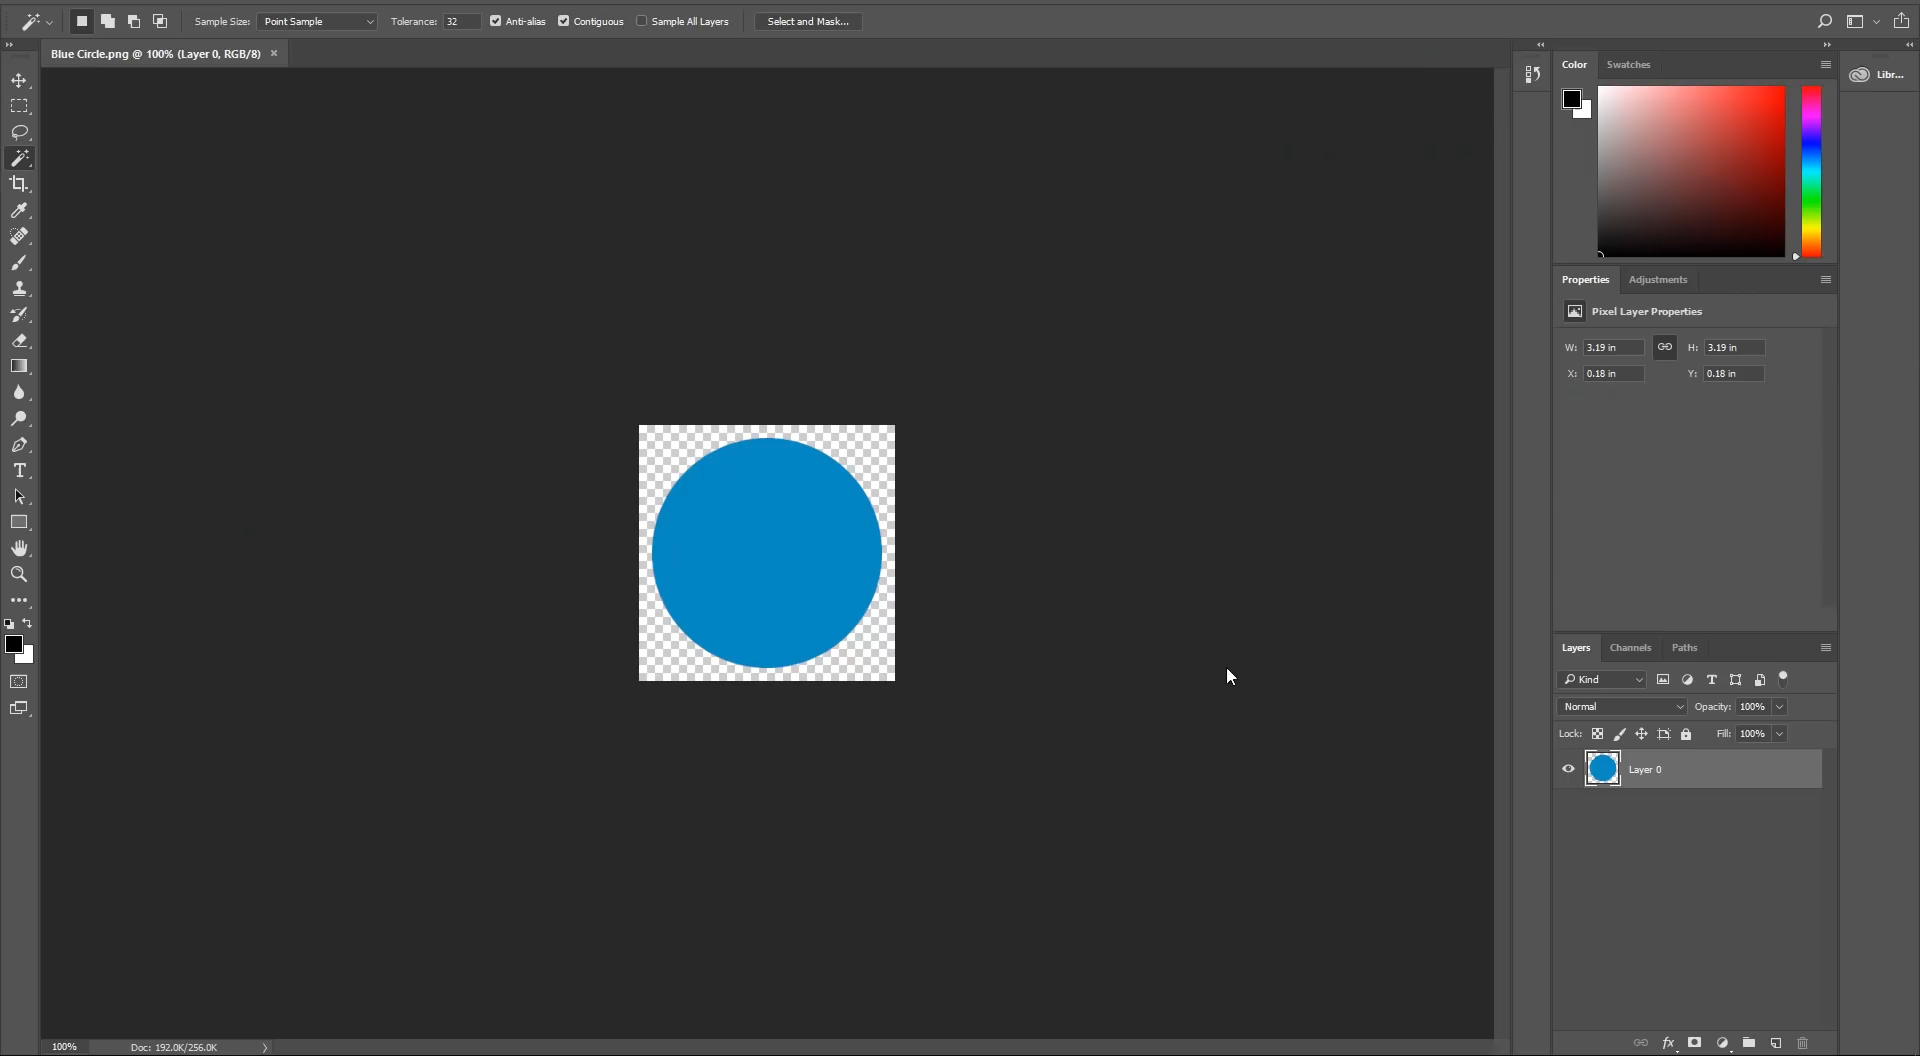 Sample Size: Point Sample Tolerance: 32 Anti-alias Contiguous Sample All Layers Select and Mask...
Blue Circle.png @ 100% (Layer 0, RGB/8) ×
Color Swatches
Libr...
Properties Adjustments
Pixel Layer Properties
W: 3.19 in H: 3.19 in
X: 0.18 in Y: 0.18 in
Layers Channels Paths
Kind
Normal Opacity: 100%
Lock: Fill: 100%
Layer 0
fx
100% Doc: 192.0K/256.0K